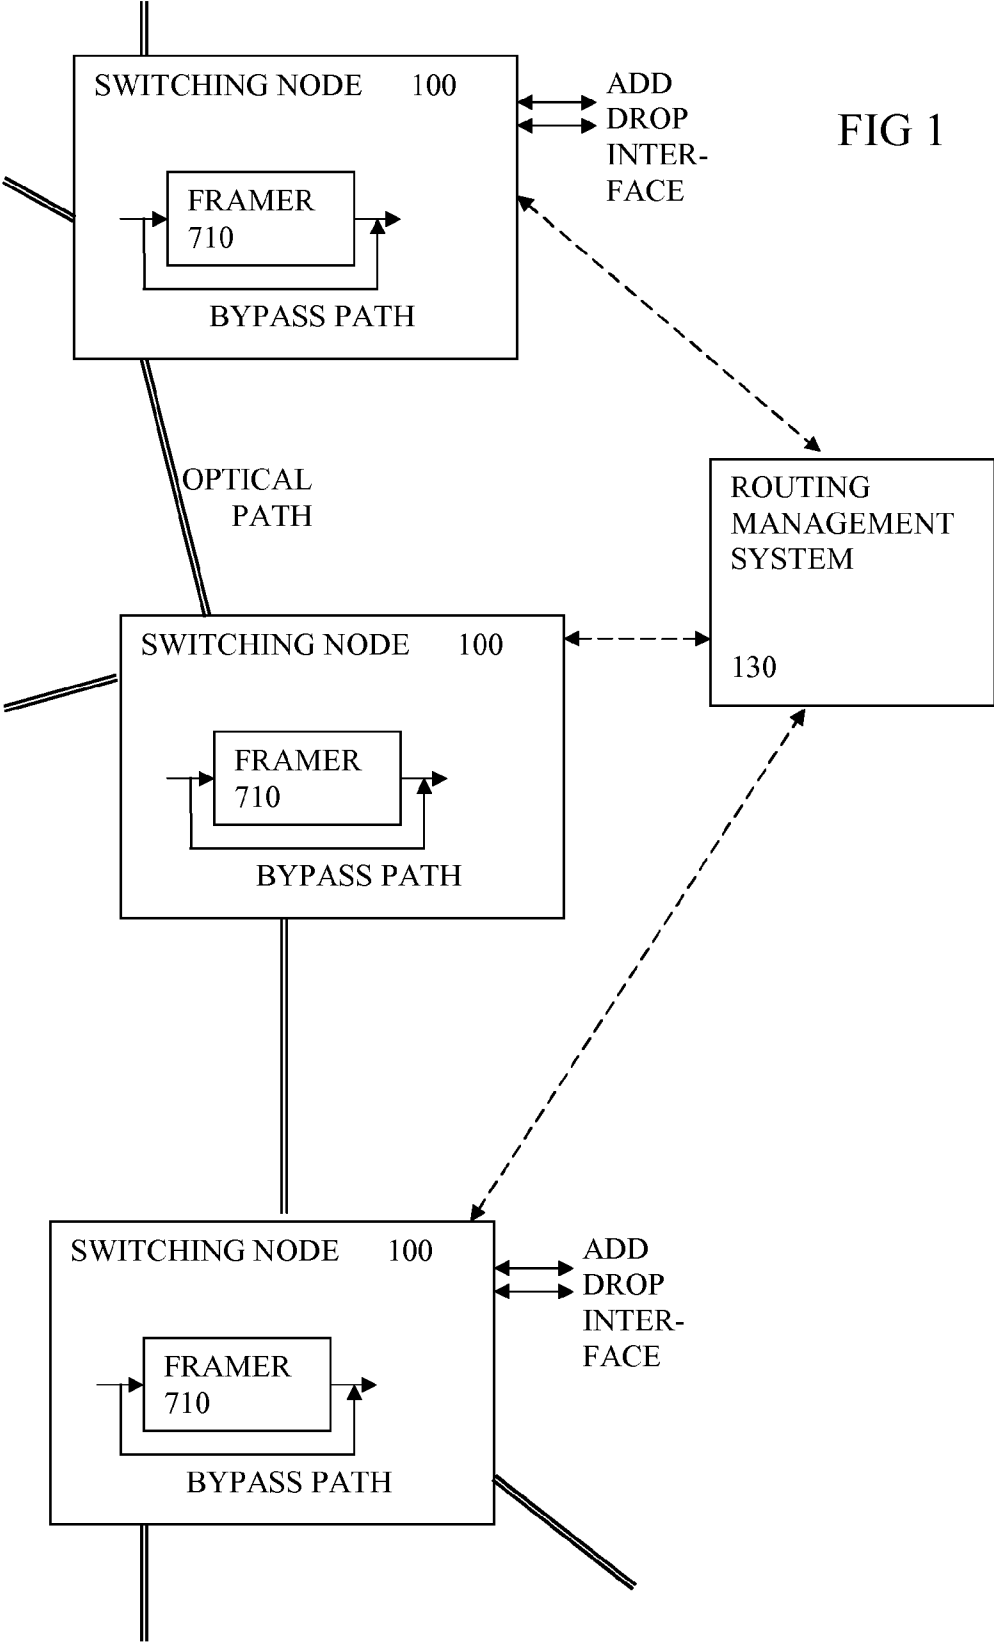 SWITCHING NODE 100
ADD
DROP
INTER-
FACE
FIG 1
FRAMER
710
BYPASS PATH
OPTICAL
PATH
ROUTING
MANAGEMENT
SYSTEM
130
SWITCHING NODE 100
FRAMER
710
BYPASS PATH
SWITCHING NODE 100
ADD
DROP
INTER-
FACE
FRAMER
710
BYPASS PATH